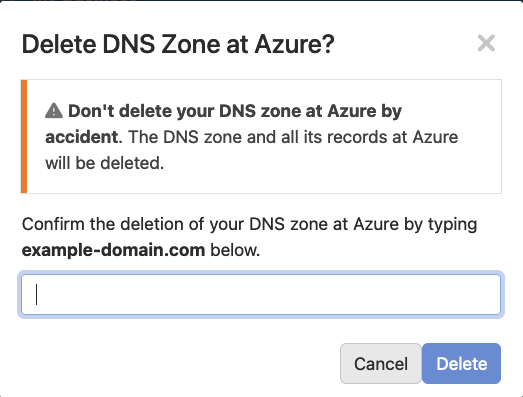 Delete DNS Zone at Azure?
Don't delete your DNS zone at Azure by
accident. The DNS zone and all its records at Azure
will be deleted.
Confirm the deletion of your DNS zone at Azure by typing
example-domain.com below.
Cancel Delete